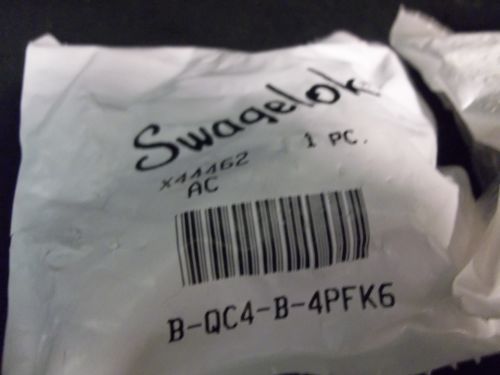 Swagelok
1 PC.
X44462
AC
B-QC4-B-4PFK6